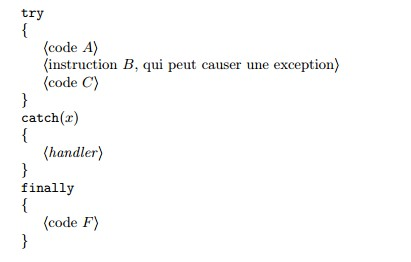 try
{
⟨code A⟩
⟨instruction B, qui peut causer une exception⟩
⟨code C⟩
}
catch(x)
{
⟨handler⟩
}
finally
{
⟨code F⟩
}